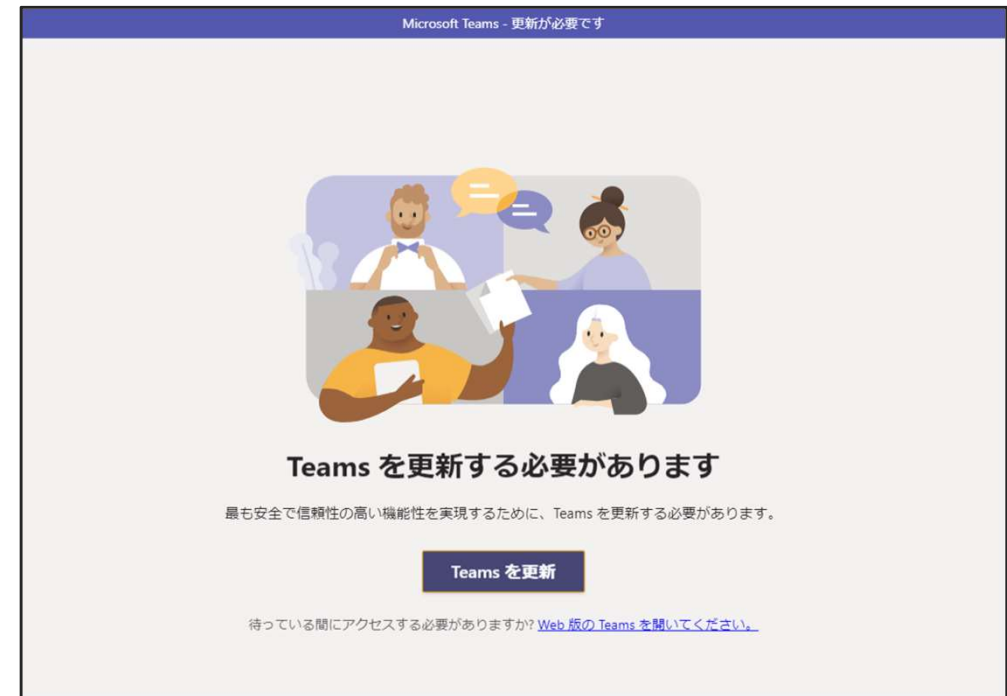 Microsoft Teams - 更新が必要です
Teams を更新する必要があります
最も安全で信頼性の高い機能性を実現するために、Teams を更新する必要があります。
Teams を更新
待っている間にアクセスする必要がありますか? Web 版の Teams を開いてください。